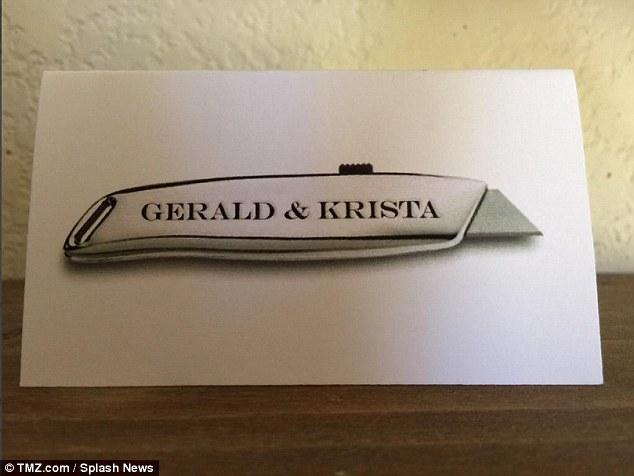 GERALD & KRISTA
© TMZ.com / Splash News